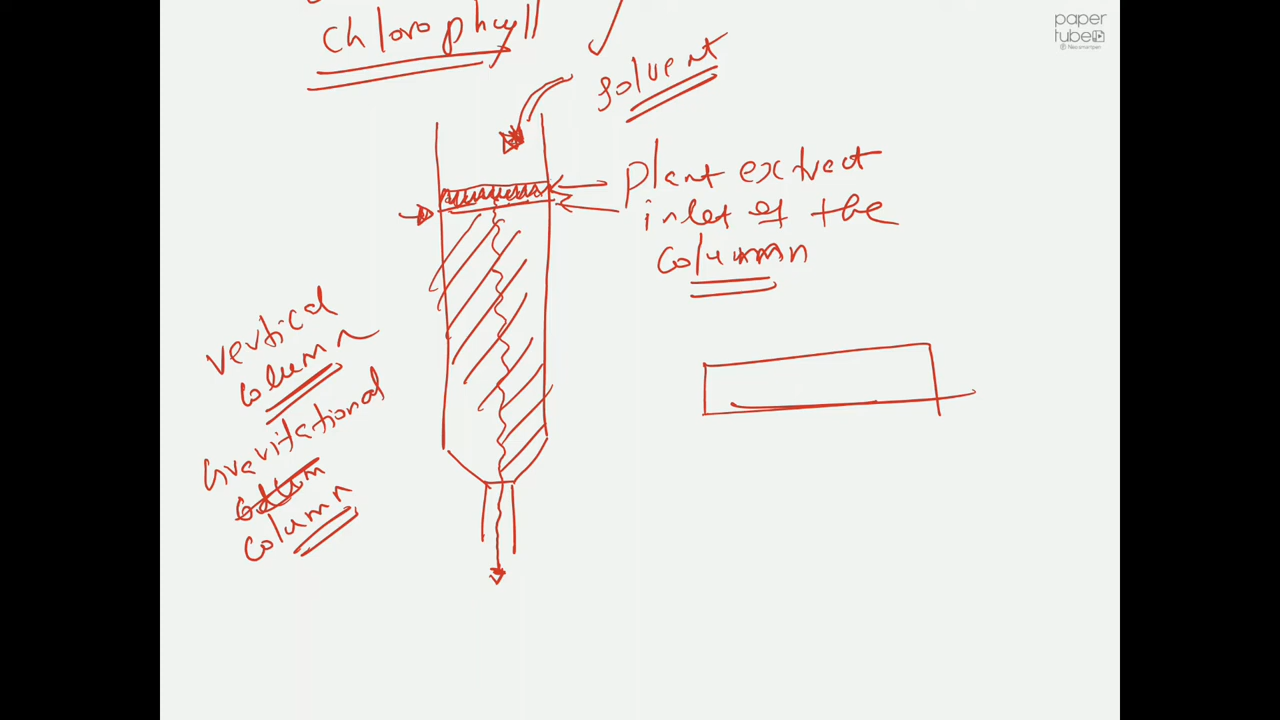 chlorophyll
solvent
plant extract
inlet of the
column
vertical
column
Gravitational
column
paper
tube